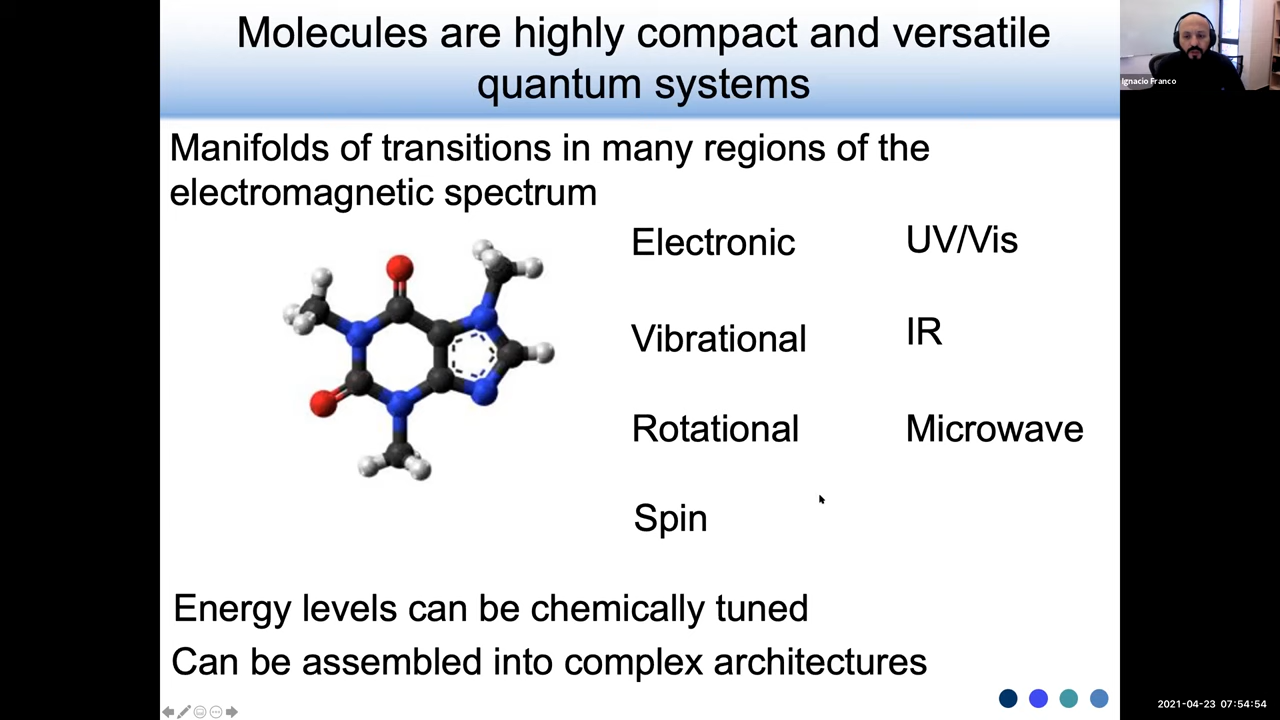 Molecules are highly compact and versatile
quantum systems
Ignacio Franco
Manifolds of transitions in many regions of the
electromagnetic spectrum
Electronic UV/Vis
Vibrational IR
Rotational Microwave
Spin
Energy levels can be chemically tuned
Can be assembled into complex architectures
2021-04-23 07:54:54